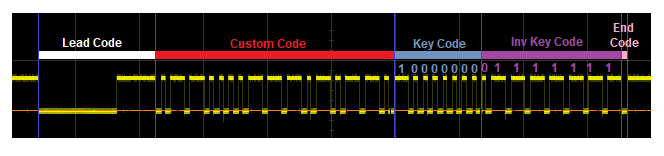 Lead Code
Custom Code
Key Code
Inv Key Code
End
Code
1 0 0 0 0 0 0 0
0 1 1 1 1 1 1 1